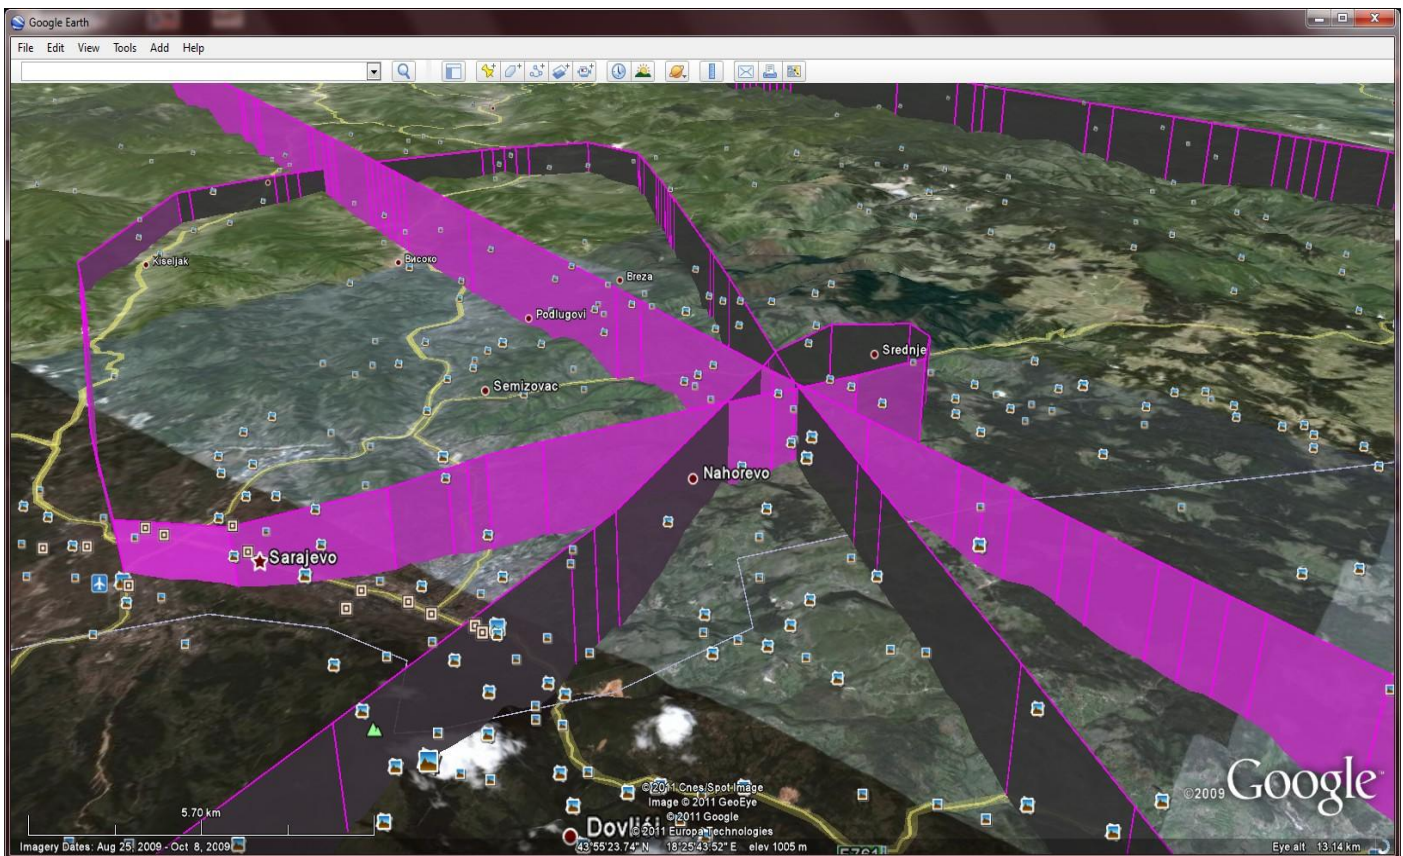 Google Earth
File Edit View Tools Add Help
Kiseljak
Високо
Breza
Podlugovi
Srednje
Semizovac
Nahorevo
Sarajevo
5.70 km
© 2011 Cnes/Spot Image
Image © 2011 GeoEye
© 2011 Google
© 2011 Europa Technologies
©2009 Google
Imagery Dates: Aug 25, 2009 - Oct 8, 2009
43°55'23.74" N 18°25'43.52" E elev 1005 m
E761
Eye alt 13.14 km